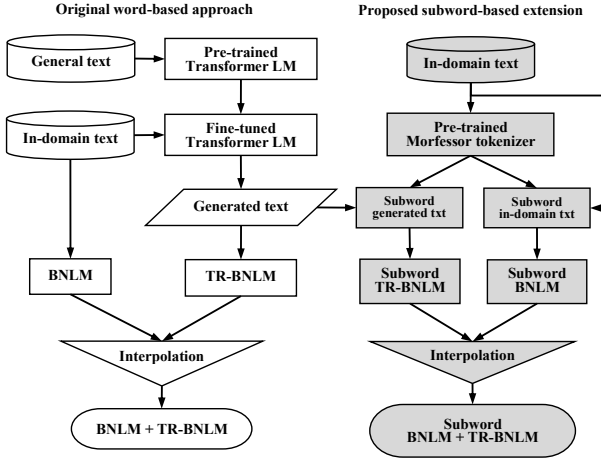 Original word-based approach
General text
Pre-trained
Transformer LM
In-domain text
Fine-tuned
Transformer LM
Generated text
BNLM
TR-BNLM
Interpolation
BNLM + TR-BNLM
Proposed subword-based extension
In-domain text
Pre-trained
Morfessor tokenizer
Subword
generated txt
Subword
in-domain txt
Subword
TR-BNLM
Subword
BNLM
Interpolation
Subword
BNLM + TR-BNLM